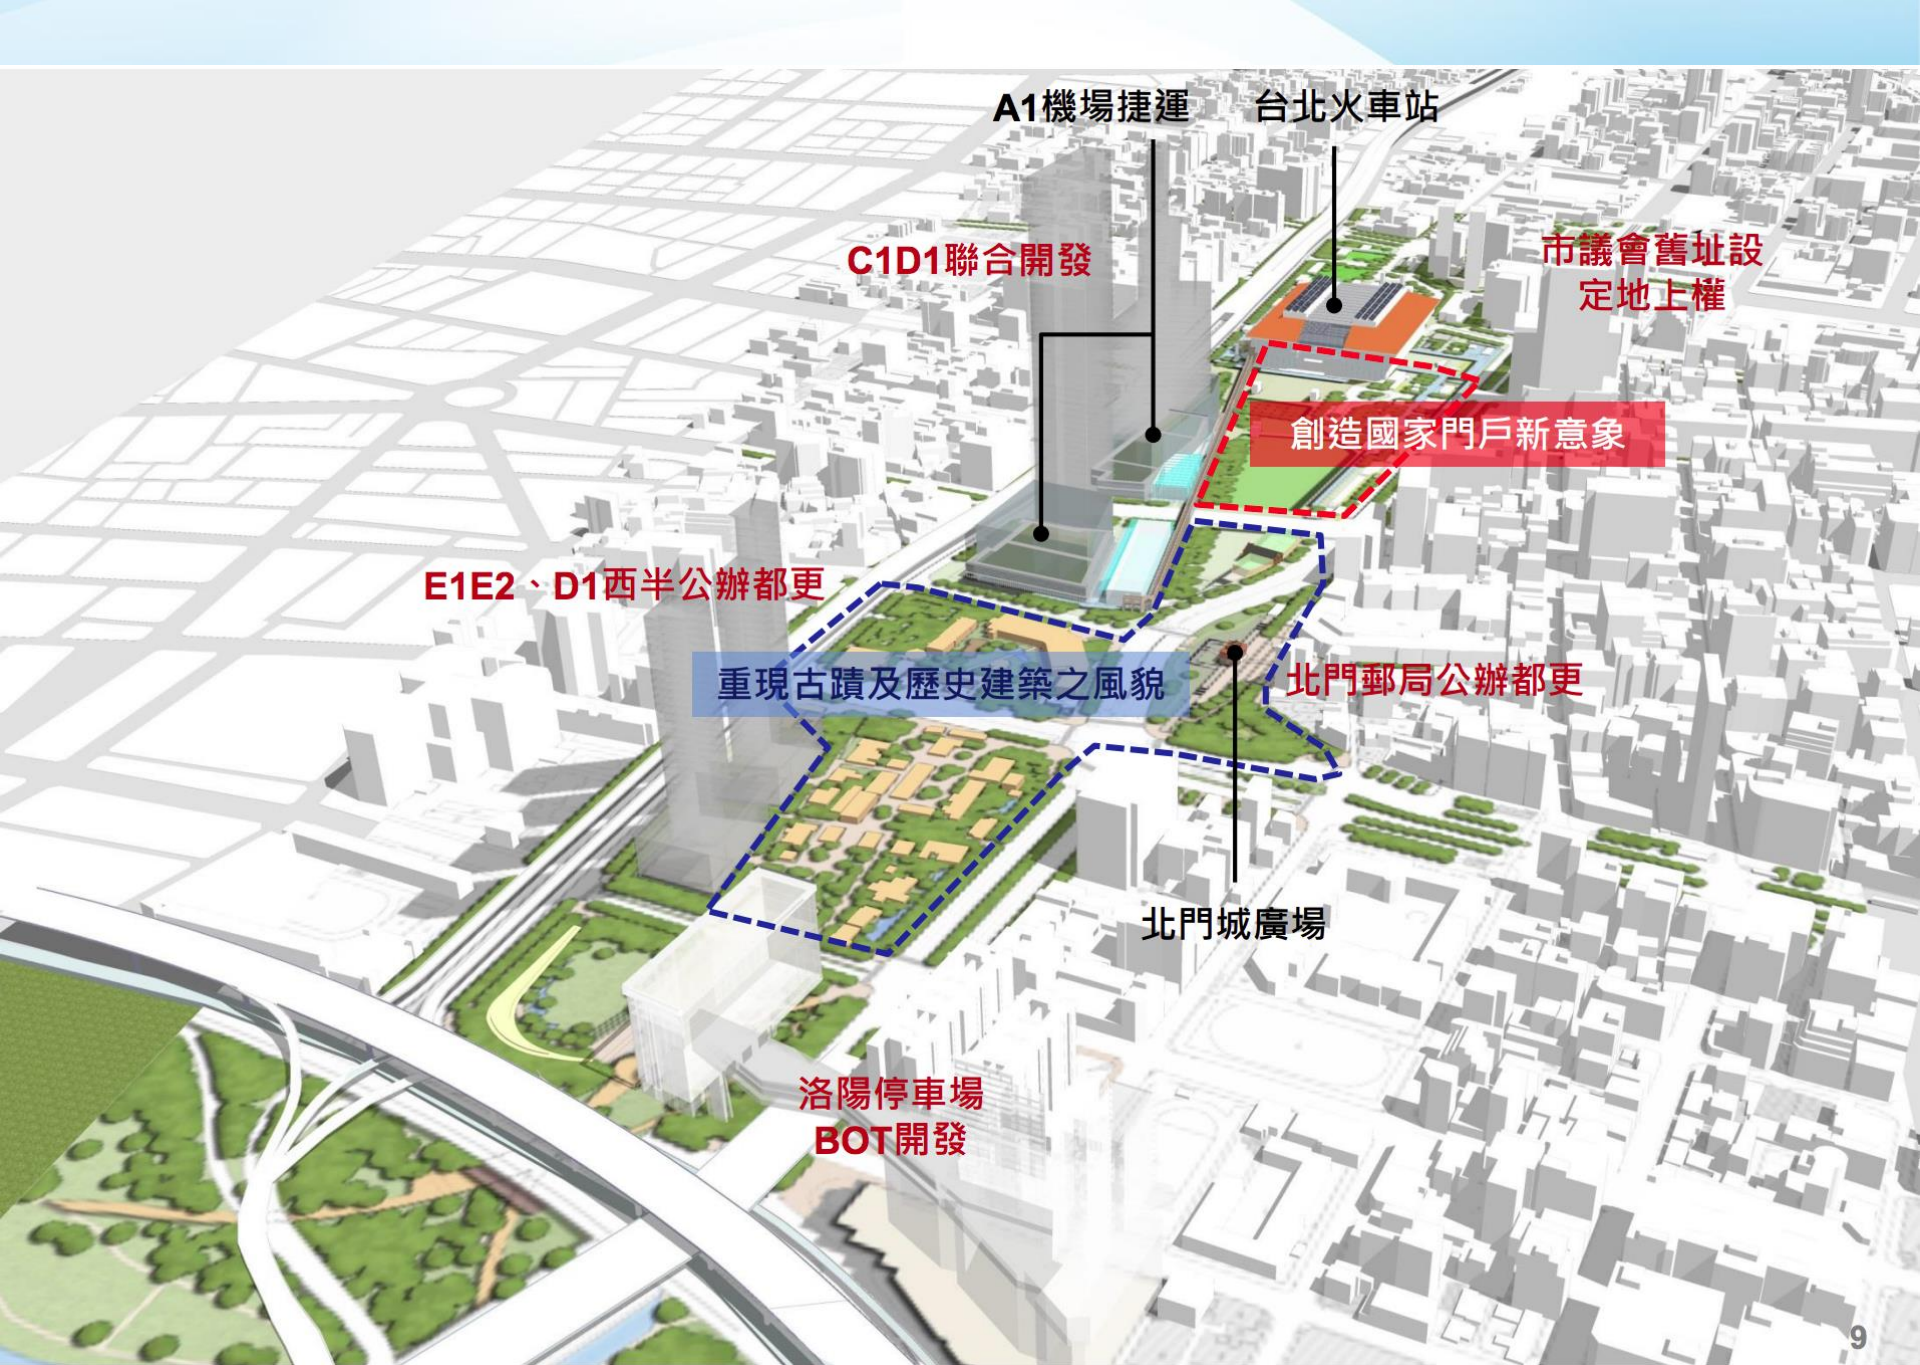 A1機場捷運
台北火車站
C1D1聯合開發
市議會舊址設
定地上權
創造國家門戶新意象
E1E2、D1西半公辦都更
重現古蹟及歷史建築之風貌
北門郵局公辦都更
北門城廣場
洛陽停車場
BOT開發
9